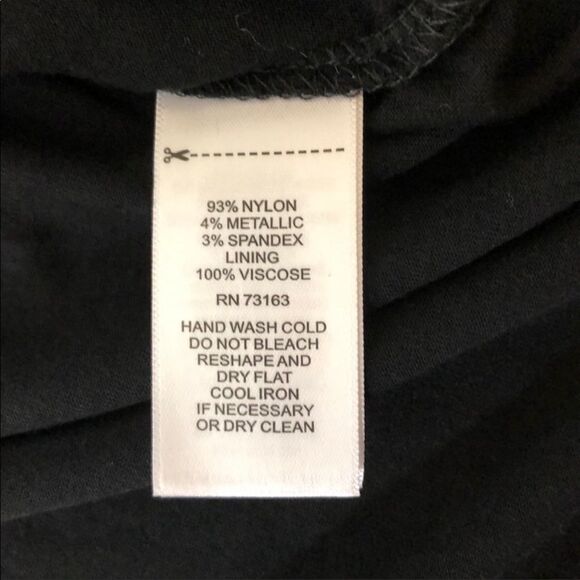 93% NYLON
4% METALLIC
3% SPANDEX
LINING
100% VISCOSE
RN 73163
HAND WASH COLD
DO NOT BLEACH
RESHAPE AND
DRY FLAT
COOL IRON
IF NECESSARY
OR DRY CLEAN